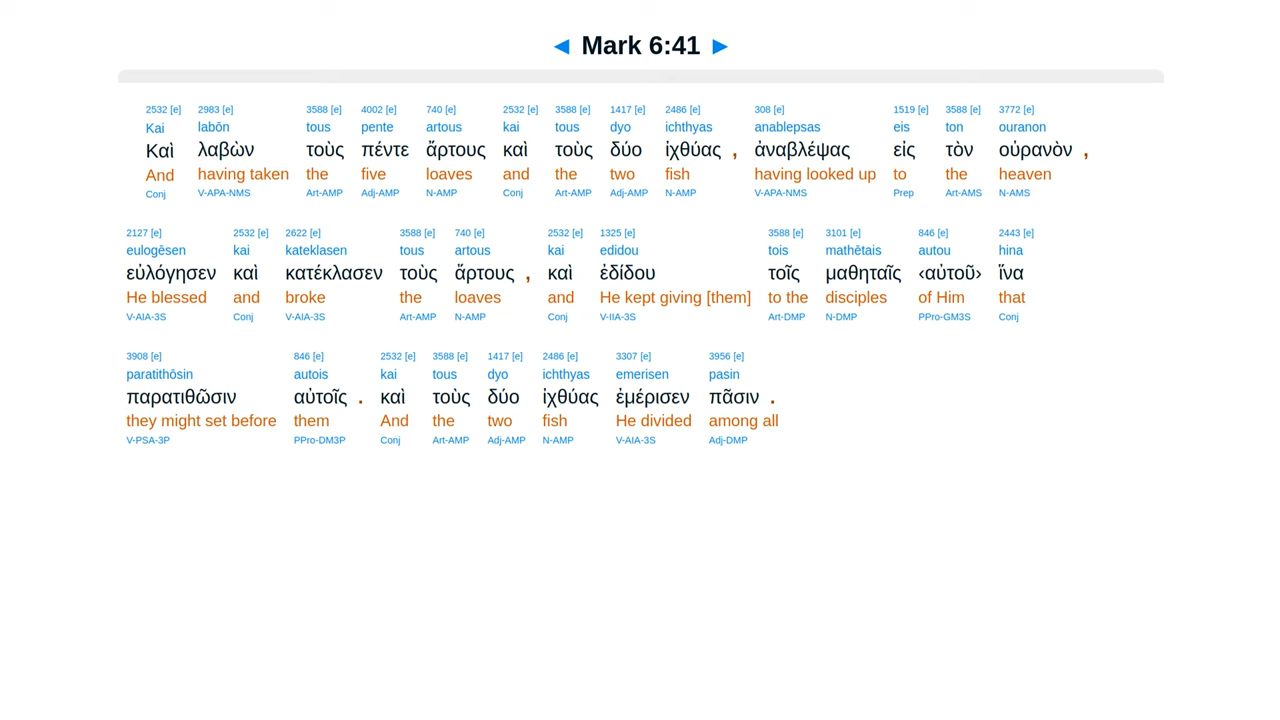 ◄ Mark 6:41 ►
2532 [e] 2983 [e] 3588 [e] 4002 [e] 740 [e] 2532 [e] 3588 [e] 1417 [e] 2486 [e] 308 [e] 1519 [e] 3588 [e] 3772 [e]
Kai labōn tous pente artous kai tous dyo ichthyas anablepsas eis ton ouranon
Καὶ λαβὼν τοὺς πέντε ἄρτους καὶ τοὺς δύο ἰχθύας , ἀναβλέψας εἰς τὸν οὐρανὸν ,
And having taken the five loaves and the two fish having looked up to the heaven
Conj V-APA-NMS Art-AMP Adj-AMP N-AMP Conj Art-AMP Adj-AMP N-AMP V-APA-NMS Prep Art-AMS N-AMS
2127 [e] 2532 [e] 2622 [e] 3588 [e] 740 [e] 2532 [e] 1325 [e] 3588 [e] 3101 [e] 846 [e] 2443 [e]
eulogēsen kai kateklasen tous artous kai edidou tois mathētais autou hina
εὐλόγησεν καὶ κατέκλασεν τοὺς ἄρτους , καὶ ἐδίδου τοῖς μαθηταῖς ‹αὐτοῦ› ἵνα
He blessed and broke the loaves and He kept giving [them] to the disciples of Him that
V-AIA-3S Conj V-AIA-3S Art-AMP N-AMP Conj V-IIA-3S Art-DMP N-DMP PPro-GM3S Conj
3908 [e] 846 [e] 2532 [e] 3588 [e] 1417 [e] 2486 [e] 3307 [e] 3956 [e]
paratithōsin autois kai tous dyo ichthyas emerisen pasin
παρατιθῶσιν αὐτοῖς . καὶ τοὺς δύο ἰχθύας ἐμέρισεν πᾶσιν .
they might set before them And the two fish He divided among all
V-PSA-3P PPro-DM3P Conj Art-AMP Adj-AMP N-AMP V-AIA-3S Adj-DMP